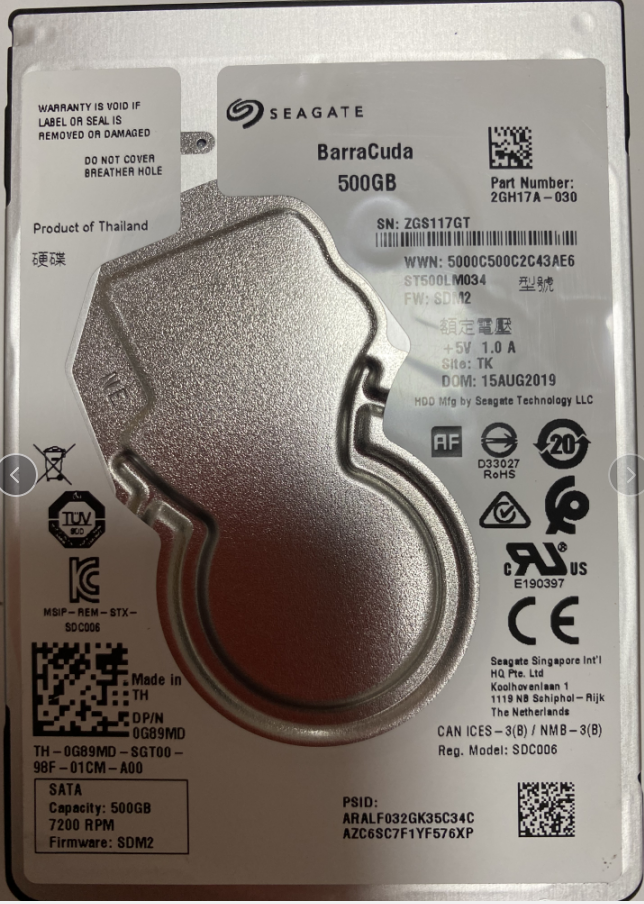 WARRANTY IS VOID IF
LABEL OR SEAL IS
REMOVED OR DAMAGED
DO NOT COVER
BREATHER HOLE
SEAGATE
BarraCuda
500GB
Part Number:
2GH17A-030
Product of Thailand
硬碟
SN: ZGS117GT
WWN: 5000C500C2C43AE6
ST500LM034 型號
FW: SDM2
額定電壓
+5V 1.0 A
Site: TK
DOM: 15AUG2019
HDD Mfg by Seagate Technology LLC
AF
D33027
RoHS
20
TÜV
MSIP-REM-STX-
SDC006
c RU US
E190397
CE
Made in
TH
DP/N
0G89MD
TH-0G89MD-SGT00-
98F-01CM-A00
Seagate Singapore Int'l
HQ Pte. Ltd
Koolhovenlaan 1
1119 NB Schiphol-Rijk
The Netherlands
CAN ICES-3(B) / NMB-3(B)
Reg. Model: SDC006
SATA
Capacity: 500GB
7200 RPM
Firmware: SDM2
PSID:
ARALF032GK35C34C
AZC6SC7F1YF576XP